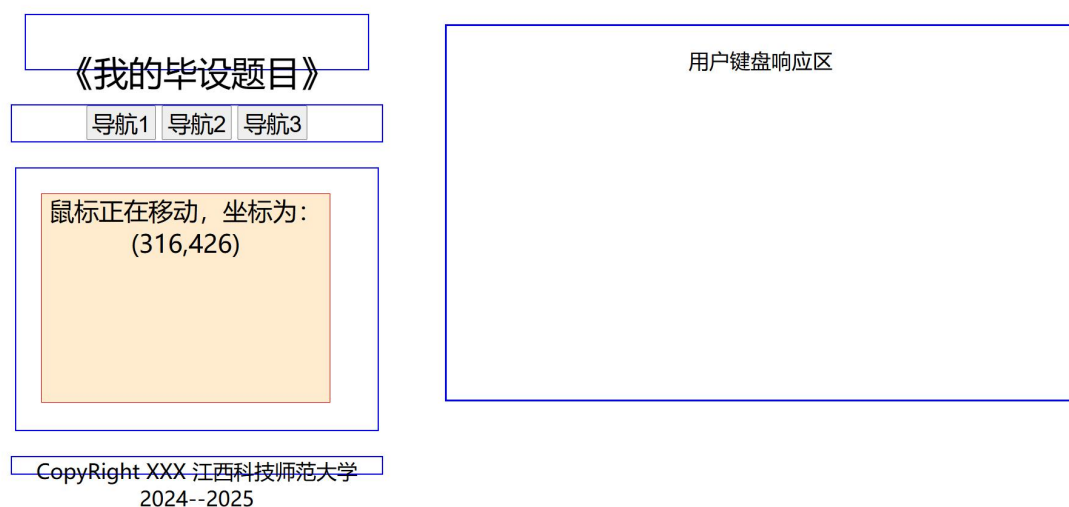 《我的毕设题目》
导航1 导航2 导航3
鼠标正在移动，坐标为：
(316,426)
CopyRight XXX 江西科技师范大学
2024--2025
用户键盘响应区